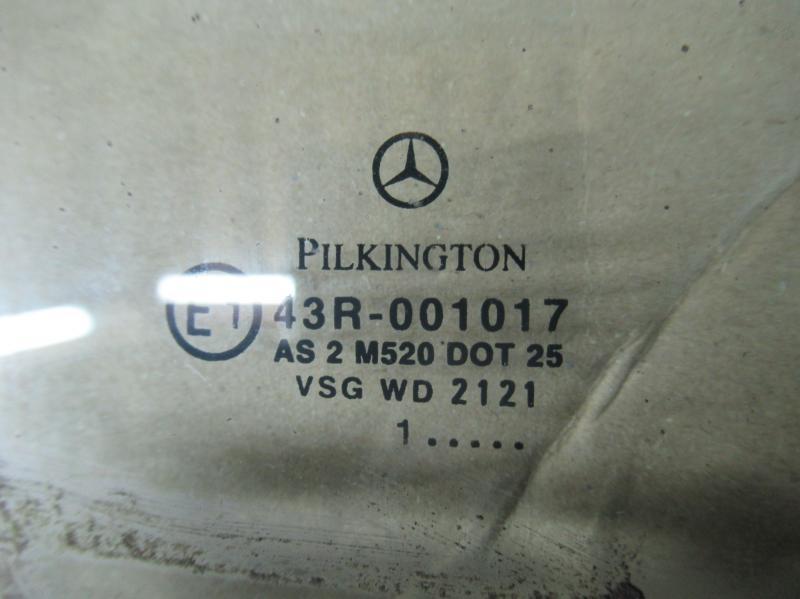 PILKINGTON
E1 43R-001017
AS 2 M520 DOT 25
VSG WD 2121
1 .....